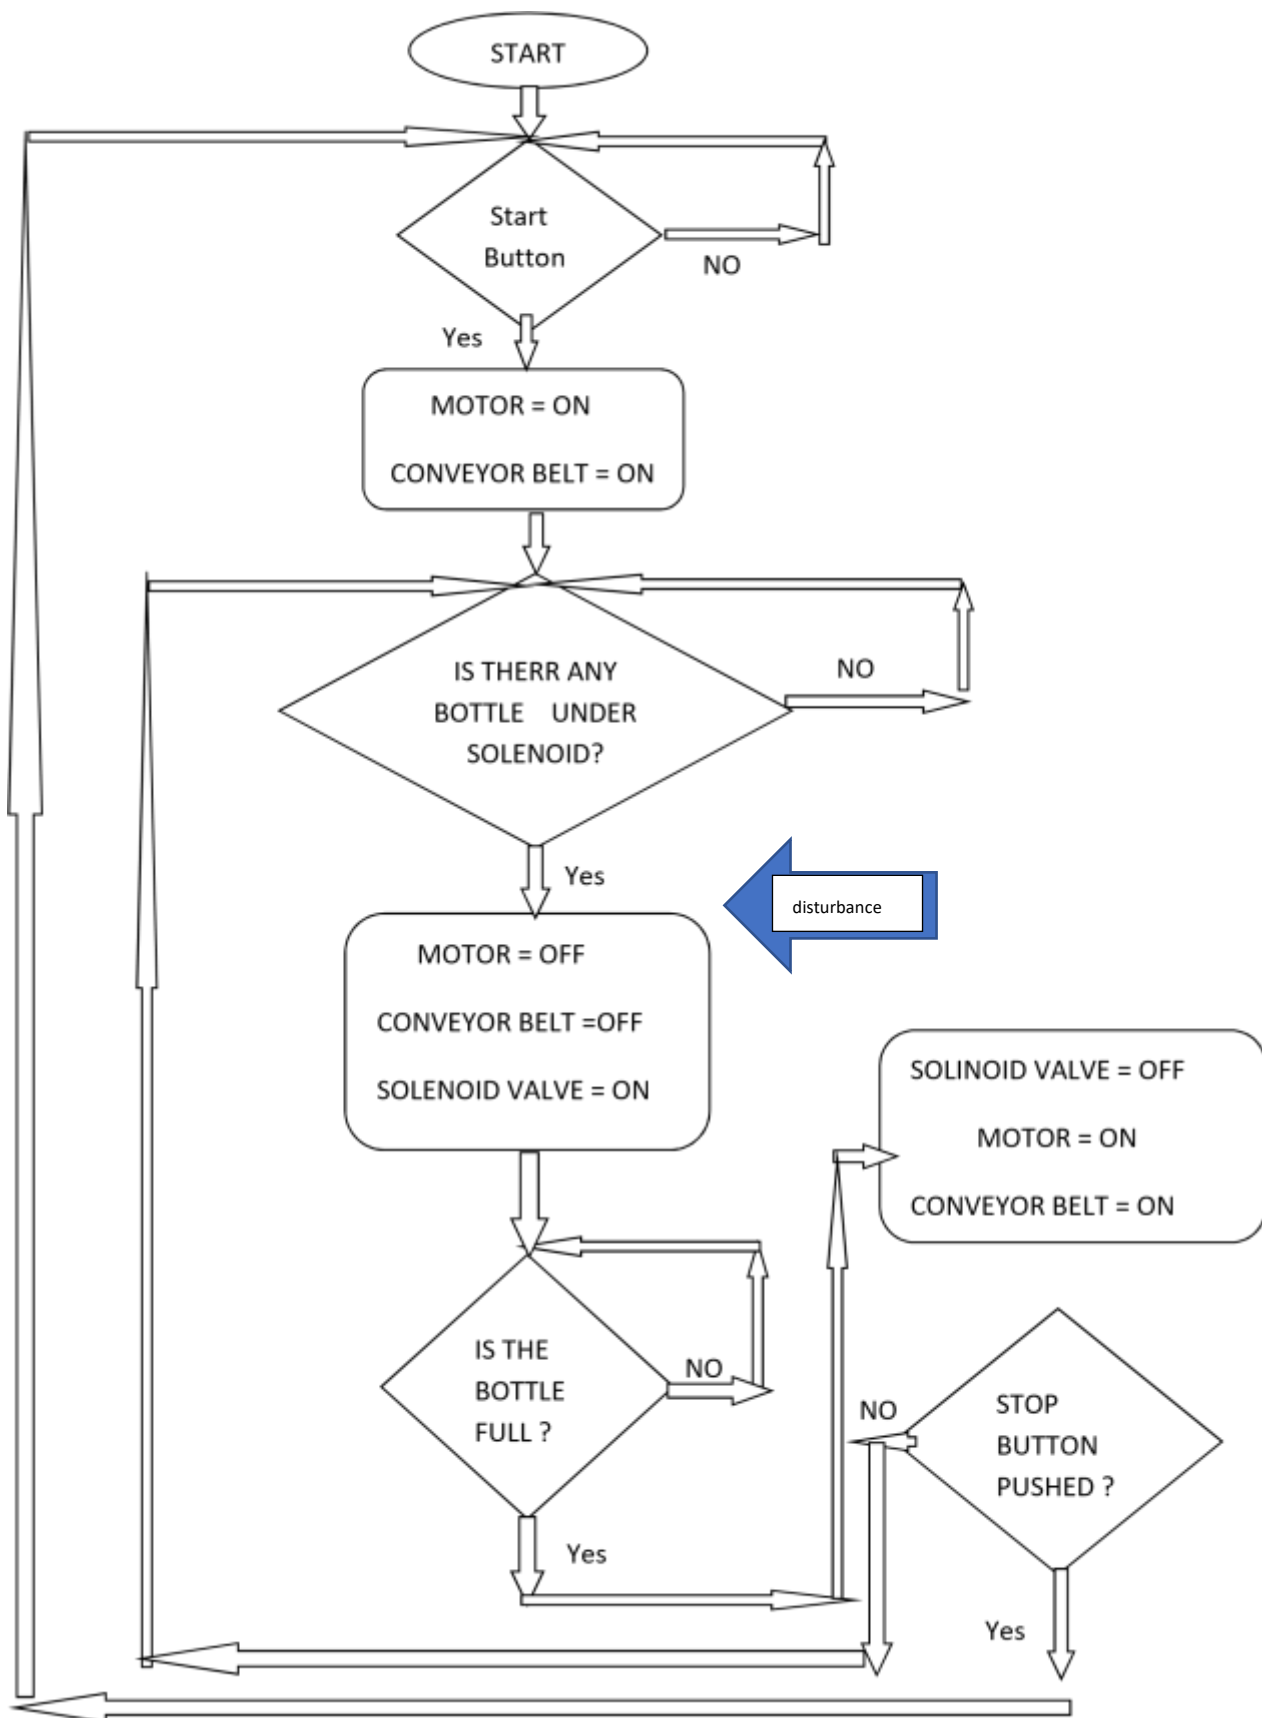 START
Start
Button
NO
Yes
MOTOR = ON
CONVEYOR BELT = ON
IS THERR ANY
BOTTLE UNDER
SOLENOID?
NO
Yes
disturbance
MOTOR = OFF
CONVEYOR BELT =OFF
SOLENOID VALVE = ON
SOLINOID VALVE = OFF
MOTOR = ON
CONVEYOR BELT = ON
IS THE
BOTTLE
FULL ?
NO
Yes
STOP
BUTTON
PUSHED ?
NO
Yes